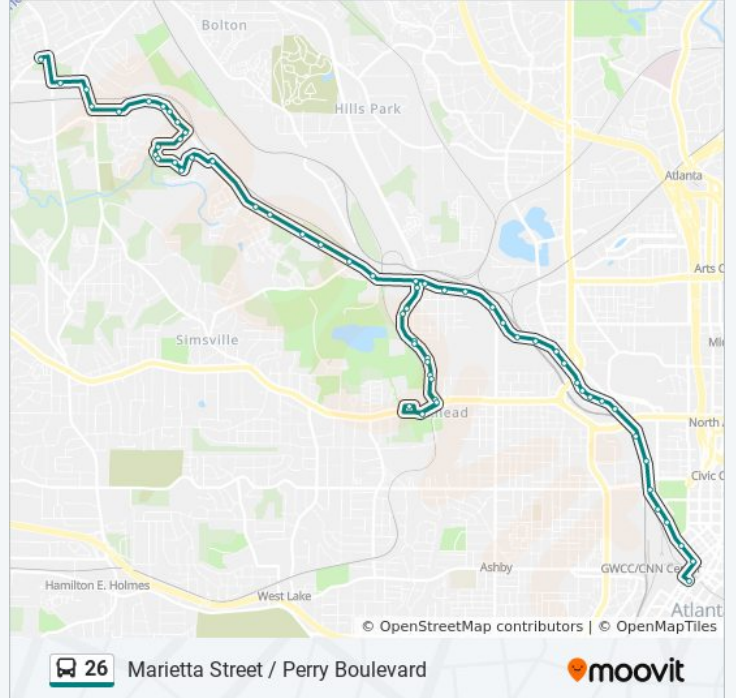 Bolton
Hills Park
Atlanta
Arts C
Simsville
Mi
head
North
Civic C
Ashby
GWCC/CNN Ce
Hamilton E. Holmes
West Lake
Atlant
© OpenStreetMap contributors | © OpenMapTiles
26 Marietta Street / Perry Boulevard
moovit